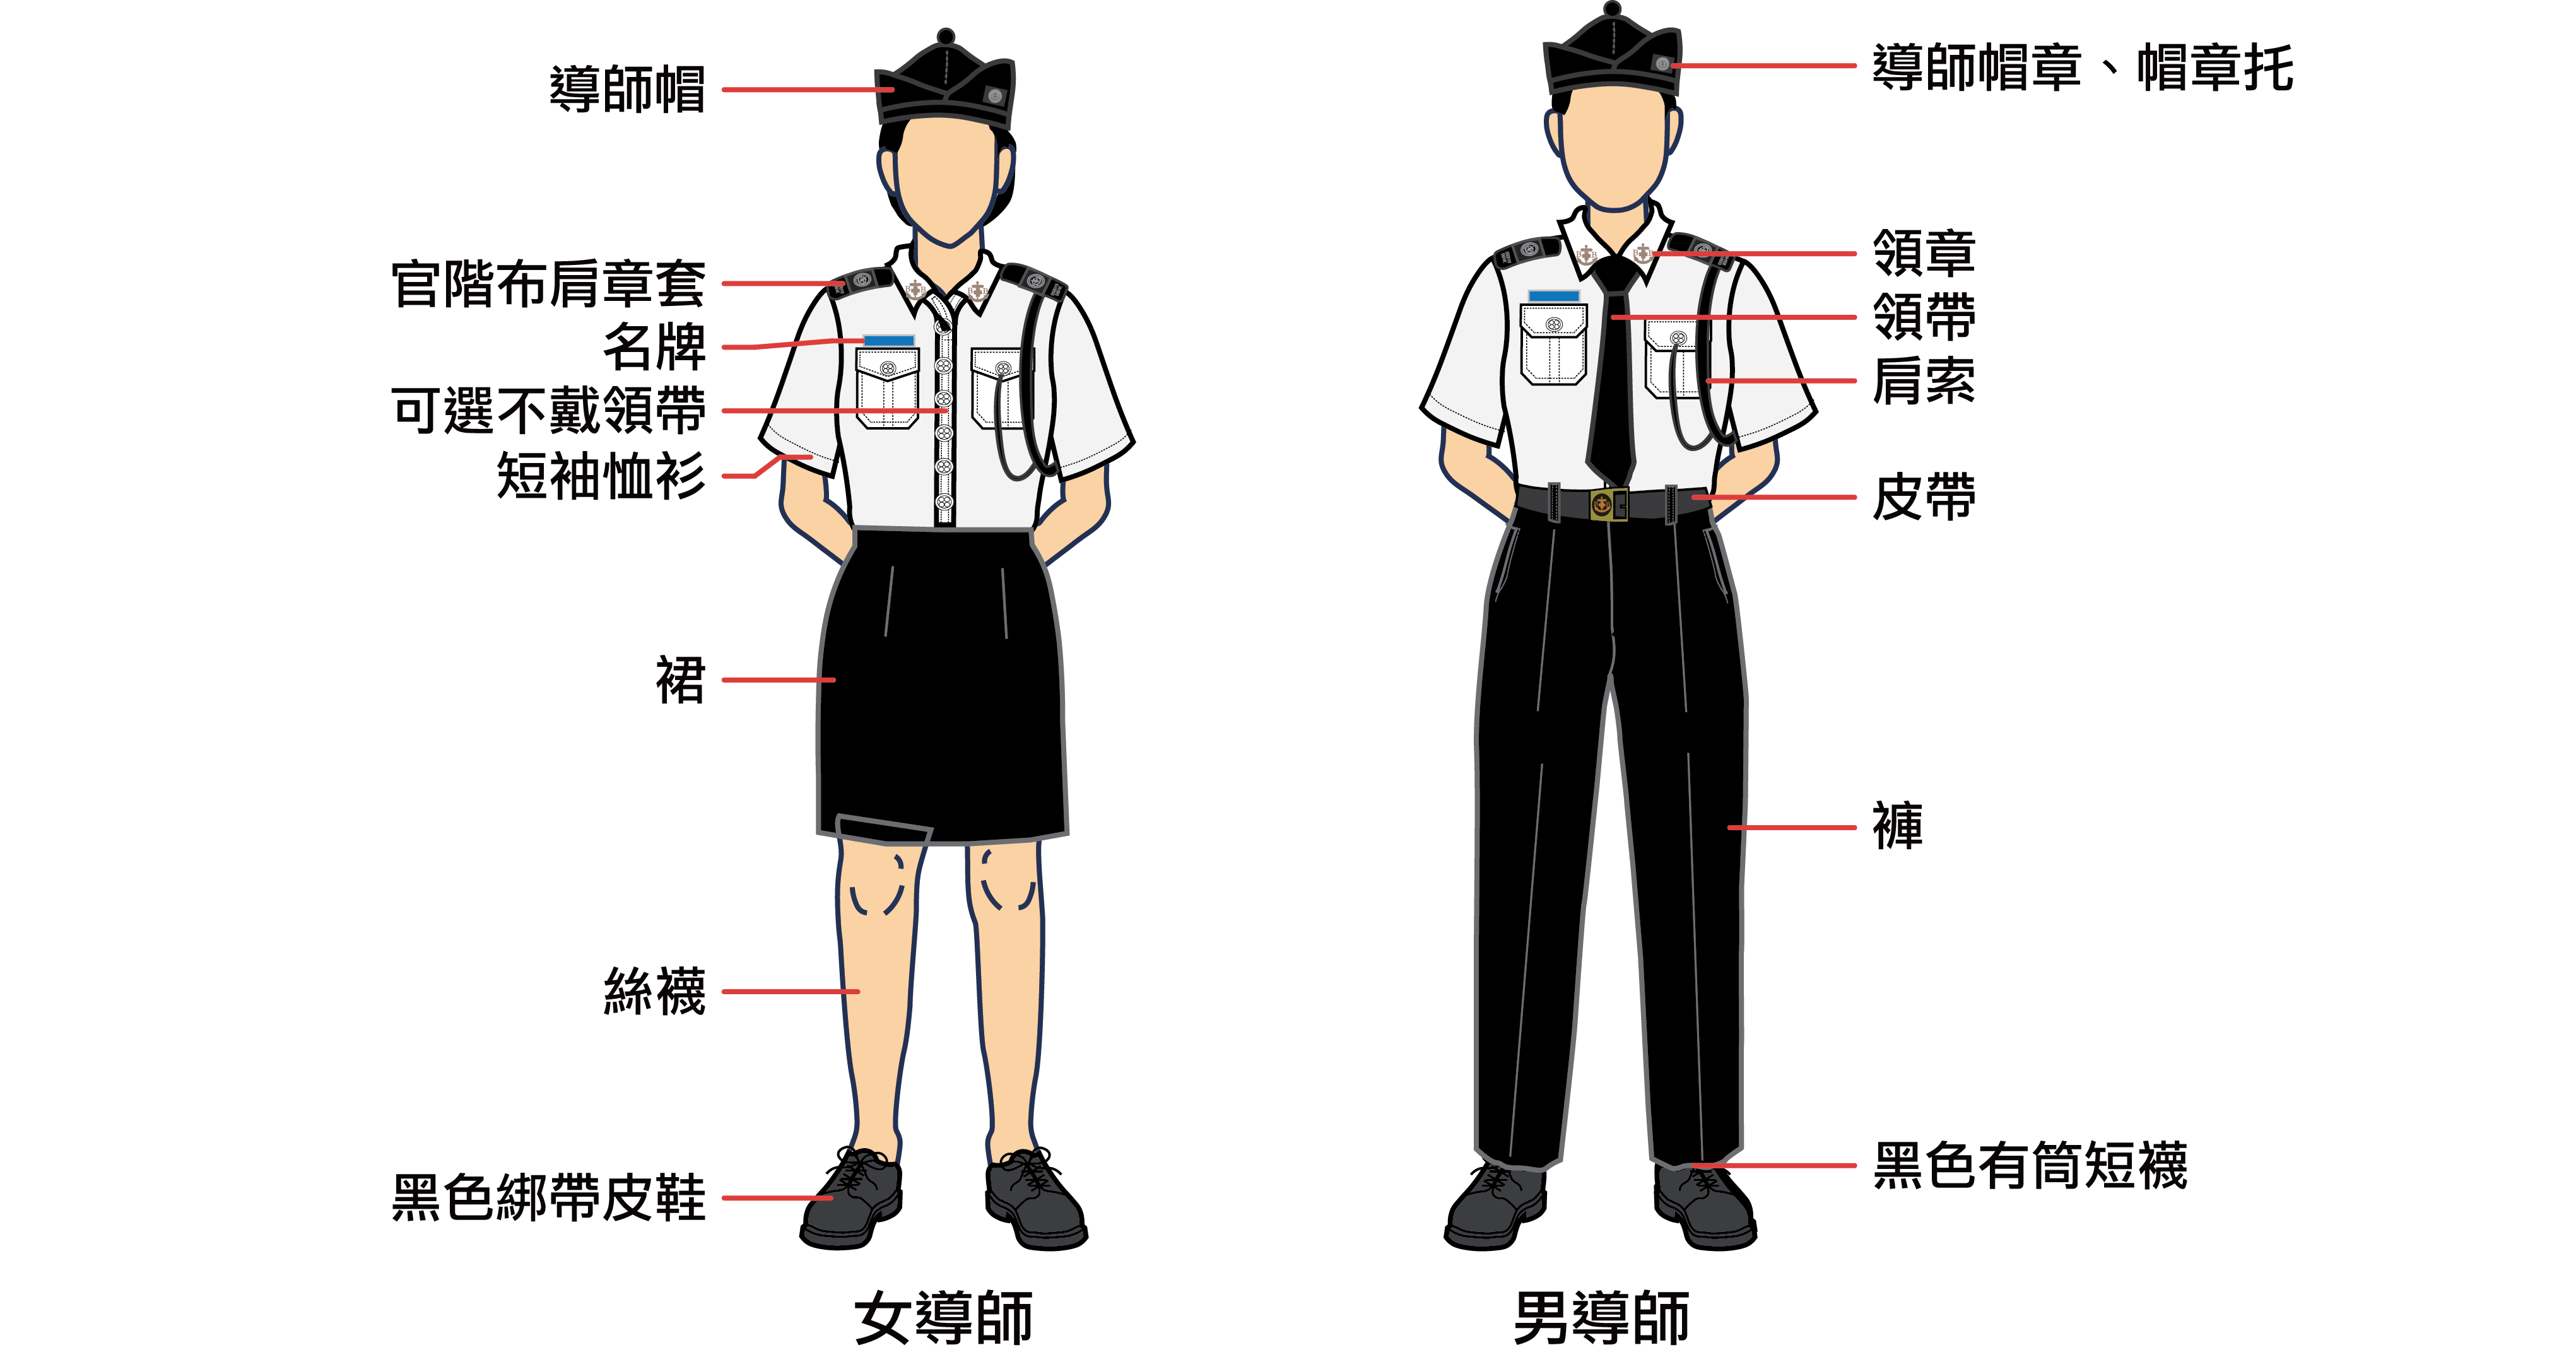 導師帽
官階布肩章套
名牌
可選不戴領帶
短袖恤衫
裙
絲襪
黑色綁帶皮鞋
女導師
導師帽章、帽章托
領章
領帶
肩索
皮帶
褲
黑色有筒短襪
男導師